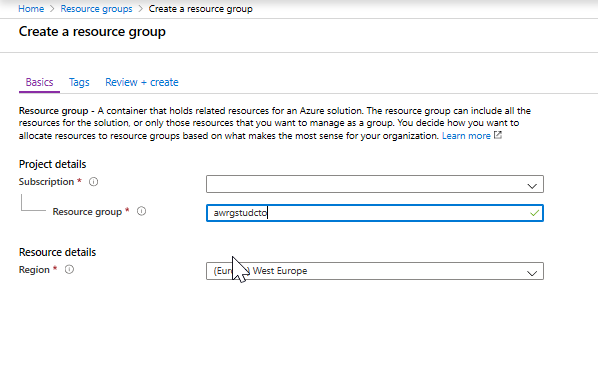 Home > Resource groups > Create a resource group
Create a resource group
Basics Tags Review + create
Resource group - A container that holds related resources for an Azure solution. The resource group can include all the
resources for the solution, or only those resources that you want to manage as a group. You decide how you want to
allocate resources to resource groups based on what makes the most sense for your organization. Learn more
Project details
Subscription *
Resource group * awrgstudcto
Resource details
Region * (Eur West Europe